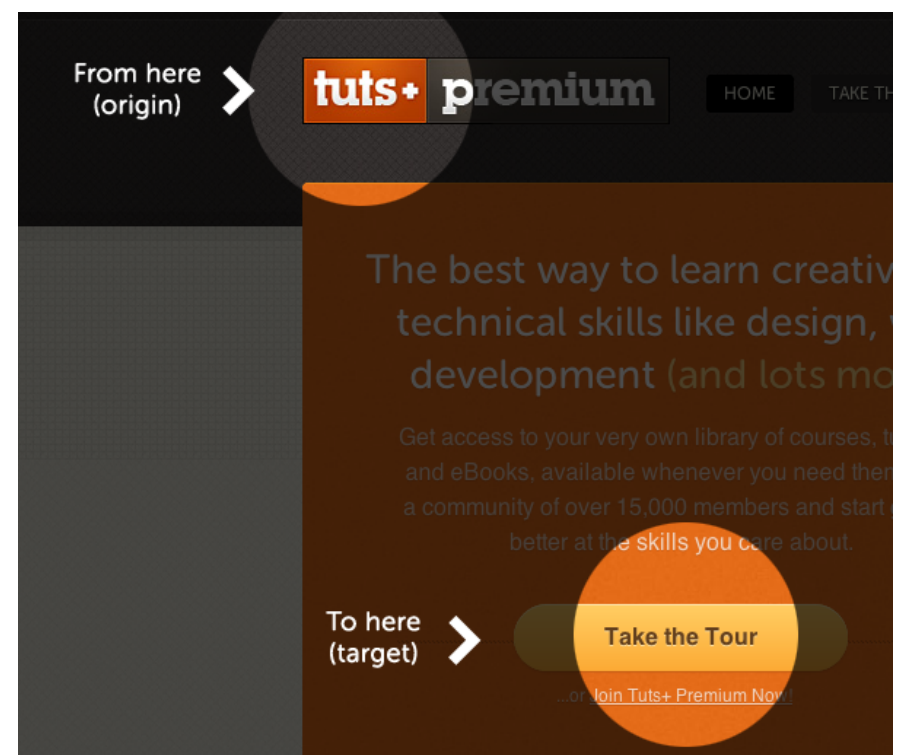 From here
(origin)
tuts+ premium
HOME
TAKE TH
The best way to learn creativ
technical skills like design,
development (and lots mo
Get access to your very own library of courses, t
and eBooks, available whenever you need then
a community of over 15,000 members and start
better at the skills you care about.
To here
(target)
Take the Tour
...or Join Tuts+ Premium Now!